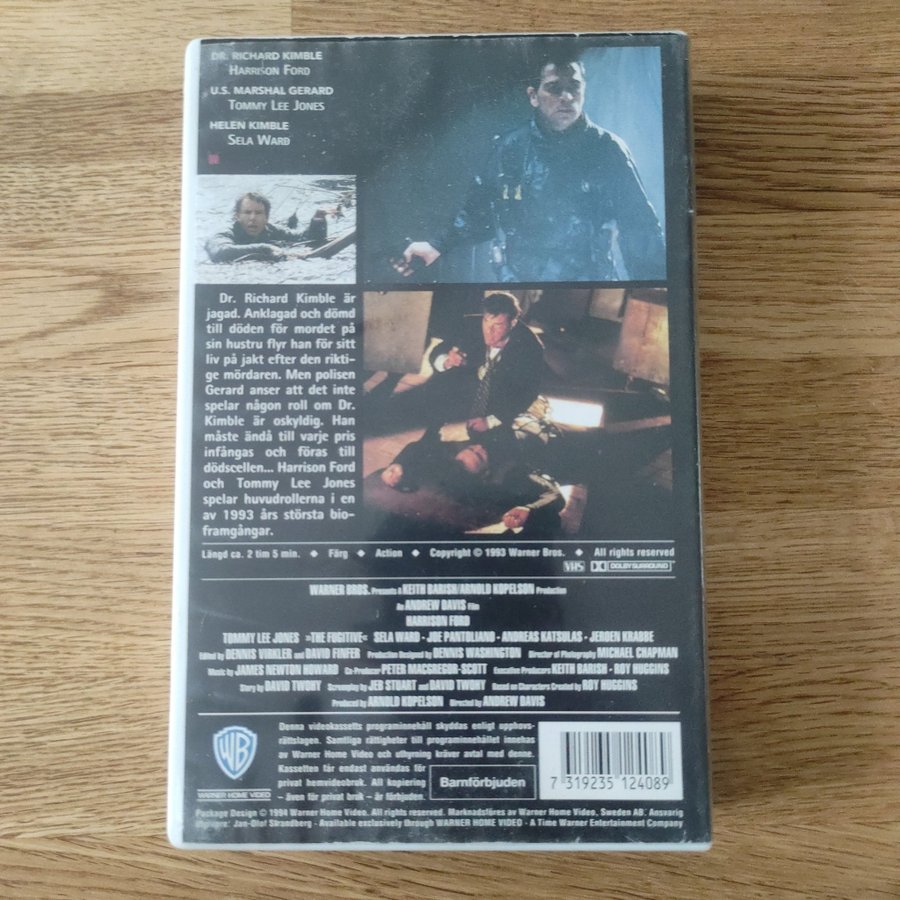 DR. RICHARD KIMBLE
HARRISON FORD
U.S. MARSHAL GERARD
TOMMY LEE JONES
HELEN KIMBLE
SELA WARD
Dr. Richard Kimble är
jagad. Anklagad och dömd
till döden för mordet på
sin hustru flyr han för sitt
liv på jakt efter den rikti-
ge mördaren. Men polisen
Gerard anser att det inte
spelar någon roll om Dr.
Kimble är oskyldig. Han
måste ändå till varje pris
infångas och föras till
dödscellen... Harrison Ford
och Tommy Lee Jones
spelar huvudrollerna i en
av 1993 års största bio-
framgångar.
Längd ca. 2 tim 5 min. ◆ Färg ◆ Action ◆ Copyright © 1993 Warner Bros. ◆ All rights reserved
VHS DOLBY SURROUND
WARNER BROS. Presents A KEITH BARISH/ARNOLD KOPELSON Production
An ANDREW DAVIS Film
HARRISON FORD
TOMMY LEE JONES »THE FUGITIVE« SELA WARD - JOE PANTOLIANO - ANDREAS KATSULAS - JEROEN KRABBE
Edited by DENNIS VIRKLER and DAVID FINFER Production Designed by DENNIS WASHINGTON Director of Photography MICHAEL CHAPMAN
Music by JAMES NEWTON HOWARD Co-Producer PETER MACGREGOR-SCOTT Executive Producers KEITH BARISH - ROY HUGGINS
Story by DAVID TWOHY Screenplay by JEB STUART and DAVID TWOHY Based on Characters Created by ROY HUGGINS
Produced by ARNOLD KOPELSON Directed by ANDREW DAVIS
WB
WARNER HOME VIDEO
Denna videokassetts programinnehåll skyddas enligt upphovs-
rättslagen. Samtliga rättigheter till programinnehållet innehas
av Warner Home Video och uthyrning kräver avtal med denne.
Kassetten får endast användas för
privat hemvideobruk. All kopiering
– även för privat bruk – är förbjuden.
Barnförbjuden
7 319235 124089
Package Design © 1994 Warner Home Video. All rights reserved. Marknadsföres av Warner Home Video, Sweden AB. Ansvarig
utgivare: Jan-Olof Strandberg - Available exclusively through WARNER HOME VIDEO - A Time Warner Entertainment Company